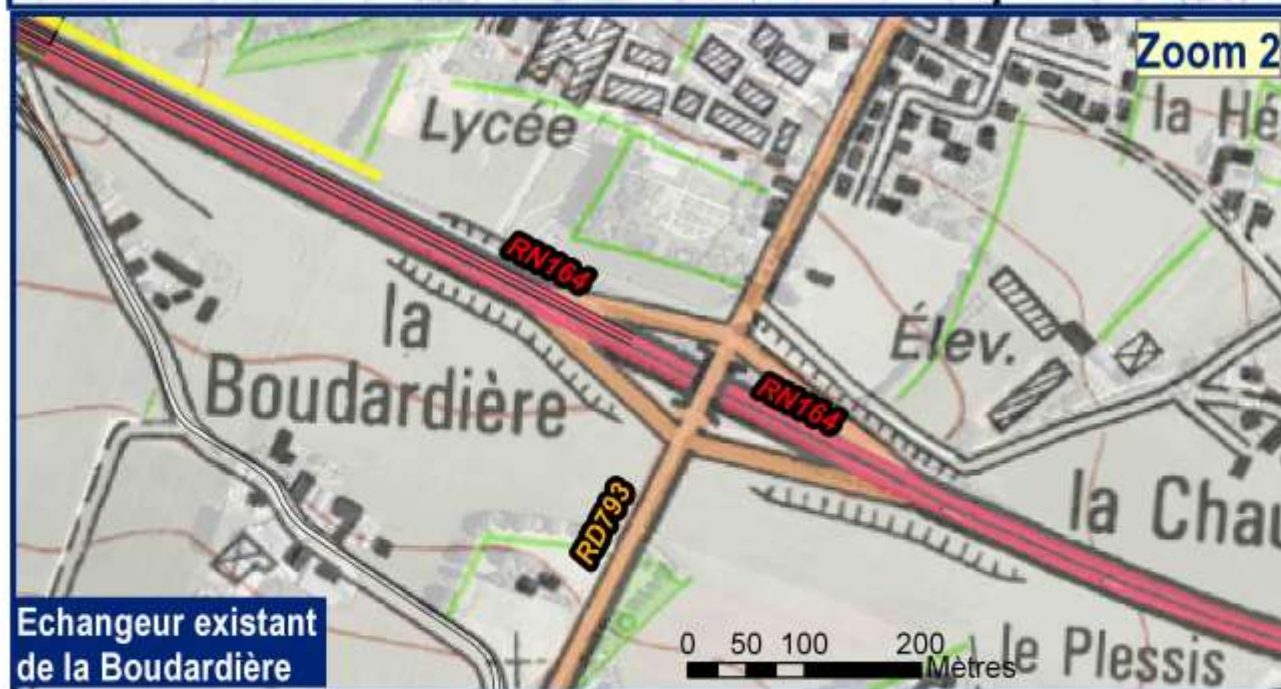 Zoom 2
Lycée
la Hé
RN164
la
Boudardière
Élev.
RN164
RD793
la Chau
Echangeur existant
de la Boudardière
0 50 100 200
Mètres
le Plessis